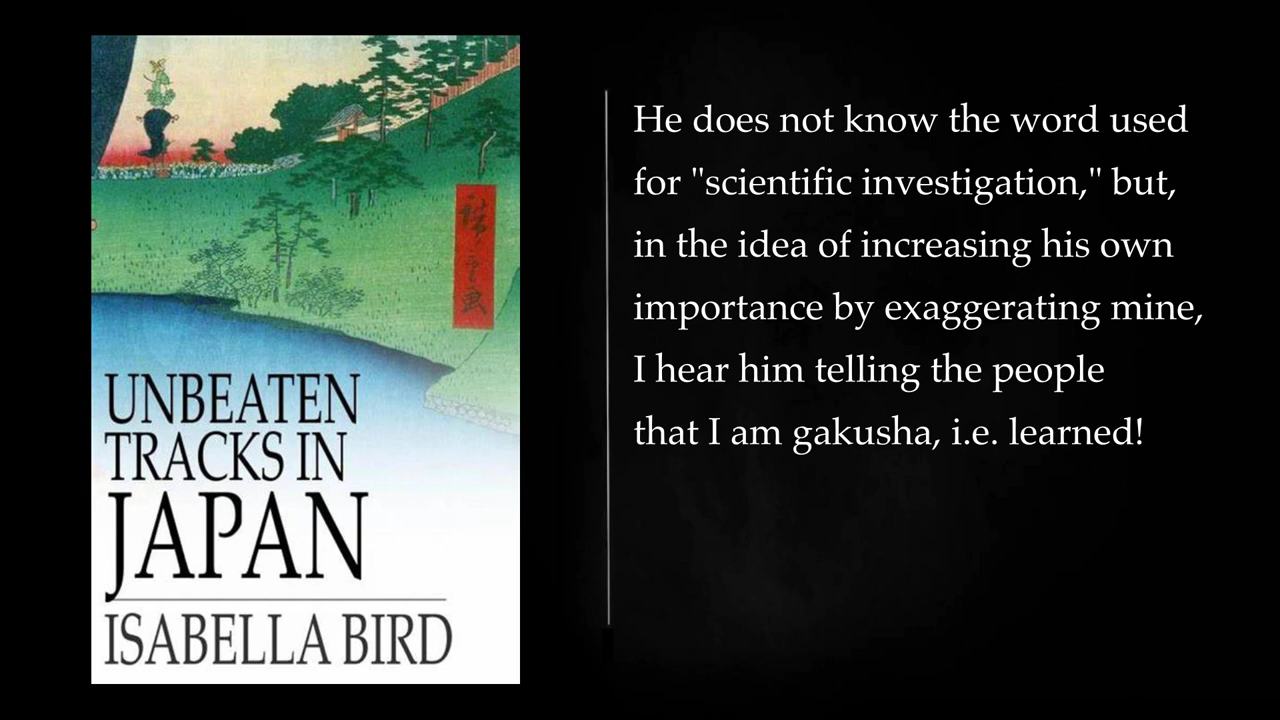 UNBEATEN
TRACKS IN
JAPAN
ISABELLA BIRD
He does not know the word used
for "scientific investigation," but,
in the idea of increasing his own
importance by exaggerating mine,
I hear him telling the people
that I am gakusha, i.e. learned!